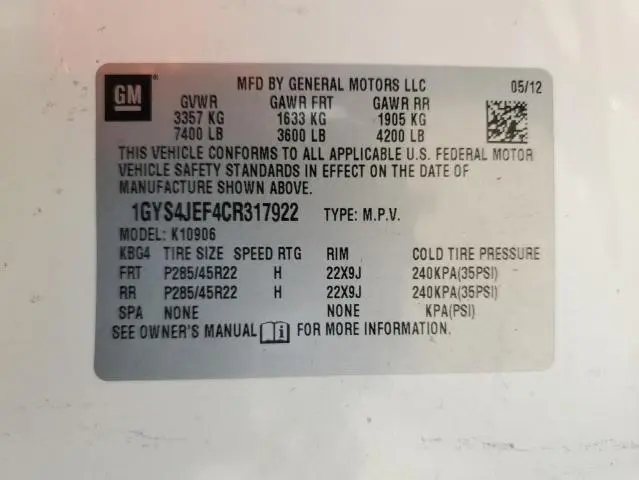 GM
®
MFD BY GENERAL MOTORS LLC 05/12
GVWR GAWR FRT GAWR RR
3357 KG 1633 KG 1905 KG
7400 LB 3600 LB 4200 LB
THIS VEHICLE CONFORMS TO ALL APPLICABLE U.S. FEDERAL MOTOR
VEHICLE SAFETY STANDARDS IN EFFECT ON THE DATE OF
MANUFACTURE SHOWN ABOVE.
1GYS4JEF4CR317922 TYPE: M.P.V.
MODEL: K10906
KBG4 TIRE SIZE SPEED RTG RIM COLD TIRE PRESSURE
FRT P285/45R22 H 22X9J 240KPA(35PSI)
RR P285/45R22 H 22X9J 240KPA(35PSI)
SPA NONE NONE KPA(PSI)
SEE OWNER'S MANUAL i FOR MORE INFORMATION.